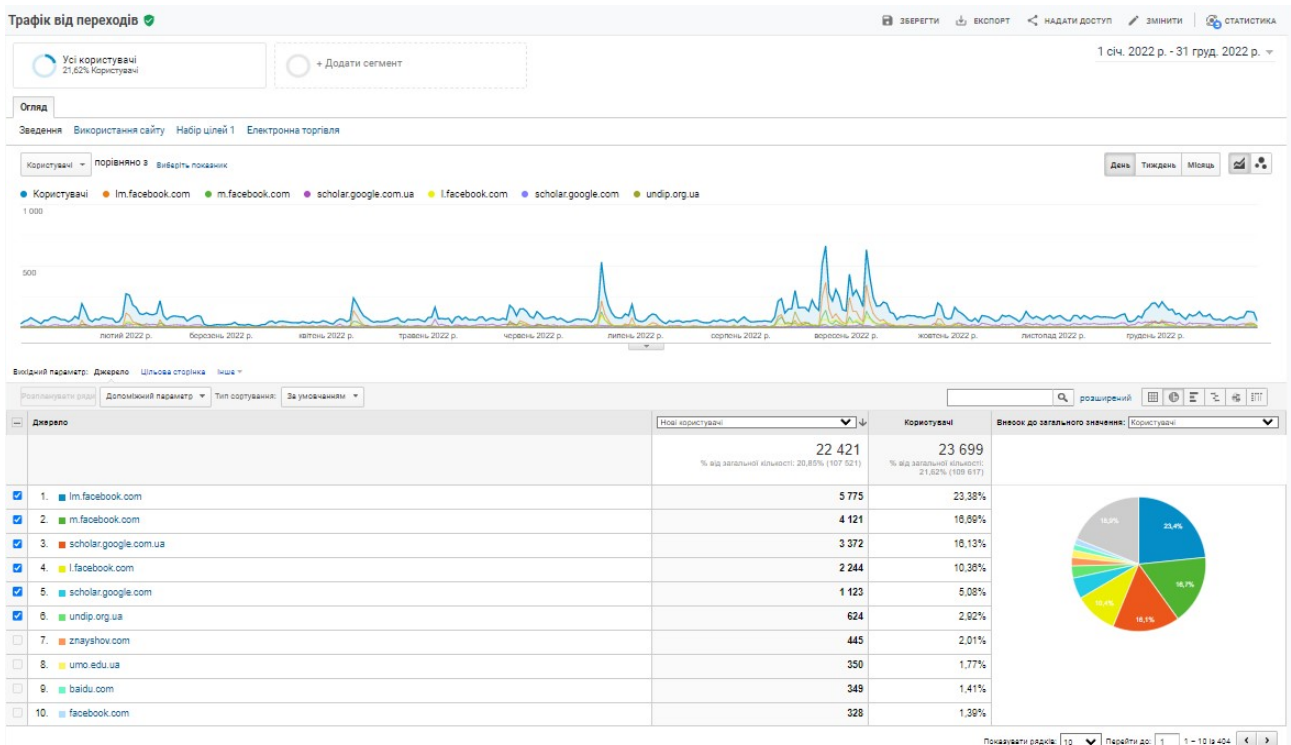 Трафік від переходів
ЗБЕРЕГТИ ЕКСПОРТ НАДАТИ ДОСТУП ЗМІНИТИ СТАТИСТИКА
Усі користувачі
21,62% Користувачі
+ Додати сегмент
1 січ. 2022 р. - 31 груд. 2022 р.
Огляд
Зведення Використання сайту Набір цілей 1 Електронна торгівля
Користувачі порівняно з Виберіть показник
День Тиждень Місяць
Користувачі lm.facebook.com m.facebook.com scholar.google.com.ua l.facebook.com scholar.google.com undip.org.ua
1 000
500
лютий 2022 р. березень 2022 р. квітень 2022 р. травень 2022 р. червень 2022 р. липень 2022 р. серпень 2022 р. вересень 2022 р. жовтень 2022 р. листопад 2022 р. грудень 2022 р.
Вихідний параметр: Джерело Цільова сторінка Інше
Розпланувати ряди Допоміжний параметр Тип сортування: За умовчанням розширений
Джерело Нові користувачі Користувачі Внесок до загального значення: Користувачі
22 421 23 699
% від загальної кількості: 20,85% (107 521) % від загальної кількості:
21,62% (109 617)
1. lm.facebook.com 5 775 23,38%
2. m.facebook.com 4 121 16,69%
3. scholar.google.com.ua 3 372 16,13%
4. l.facebook.com 2 244 10,36%
5. scholar.google.com 1 123 5,08%
6. undip.org.ua 624 2,92%
7. znayshov.com 445 2,01%
8. umo.edu.ua 350 1,77%
9. baidu.com 349 1,41%
10. facebook.com 328 1,39%
23,4%
16,7%
16,1%
10,4%
Показувати рядків: 10 Перейти до: 1 1 – 10 із 404